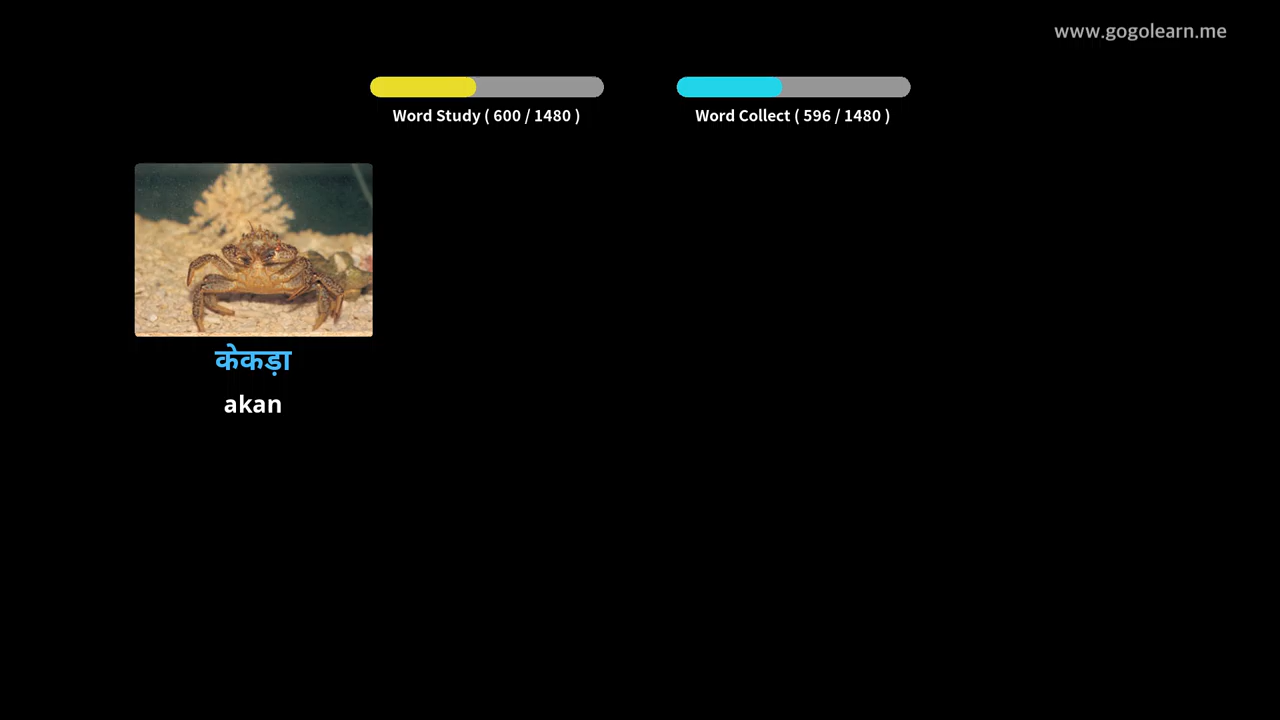 www.gogolearn.me
Word Study ( 600 / 1480 )
Word Collect ( 596 / 1480 )
केकड़ा
akan